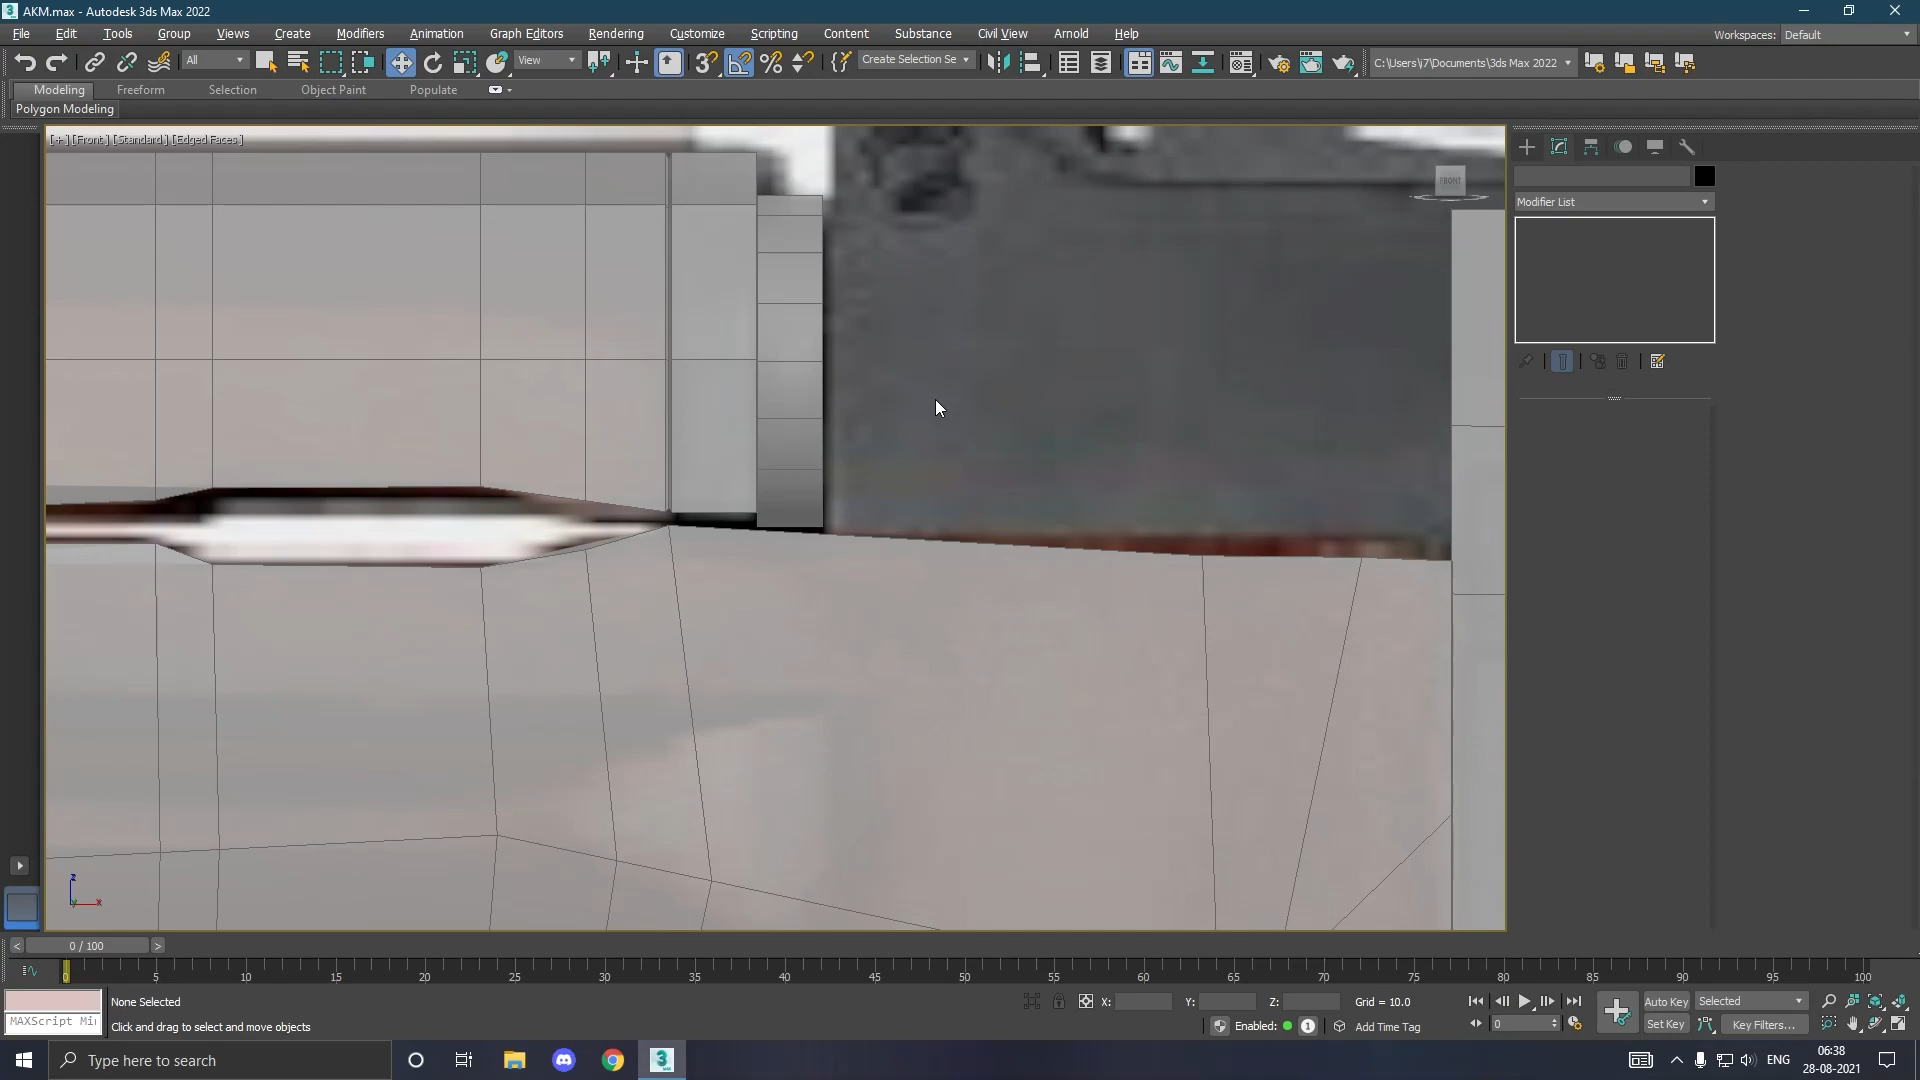 AKM.max - Autodesk 3ds Max 2022
File Edit Tools Group Views Create Modifiers Animation Graph Editors Rendering Customize Scripting Content Substance Civil View Arnold Help
Workspaces: Default
All
View
Create Selection Se
C:\Users\i7\Documents\3ds Max 2022
Modeling Freeform Selection Object Paint Populate
Polygon Modeling
[+] [Front] [Standard] [Edged Faces]
FRONT
Modifier List
z
y
x
< 0 / 100 >
0 5 10 15 20 25 30 35 40 45 50 55 60 65 70 75 80 85 90 95 100
None Selected
X: Y: Z: Grid = 10.0
Auto Key Selected
MAXScript Mi
Click and drag to select and move objects
Enabled: 1 Add Time Tag
0
Set Key Key Filters...
Type here to search
ENG
06:38
28-08-2021